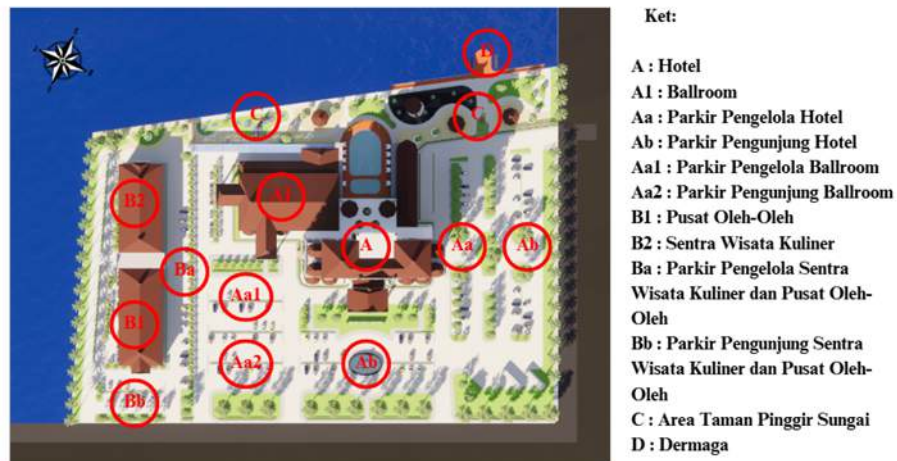 Ket:
A : Hotel
A1 : Ballroom
Aa : Parkir Pengelola Hotel
Ab : Parkir Pengunjung Hotel
Aa1 : Parkir Pengelola Ballroom
Aa2 : Parkir Pengunjung Ballroom
B1 : Pusat Oleh-Oleh
B2 : Sentra Wisata Kuliner
Ba : Parkir Pengelola Sentra
Wisata Kuliner dan Pusat Oleh-
Oleh
Bb : Parkir Pengunjung Sentra
Wisata Kuliner dan Pusat Oleh-
Oleh
C : Area Taman Pinggir Sungai
D : Dermaga
D
C
C
B2
A1
A
Aa
Ab
Ba
Aa1
B1
Aa2
Ab
Bb